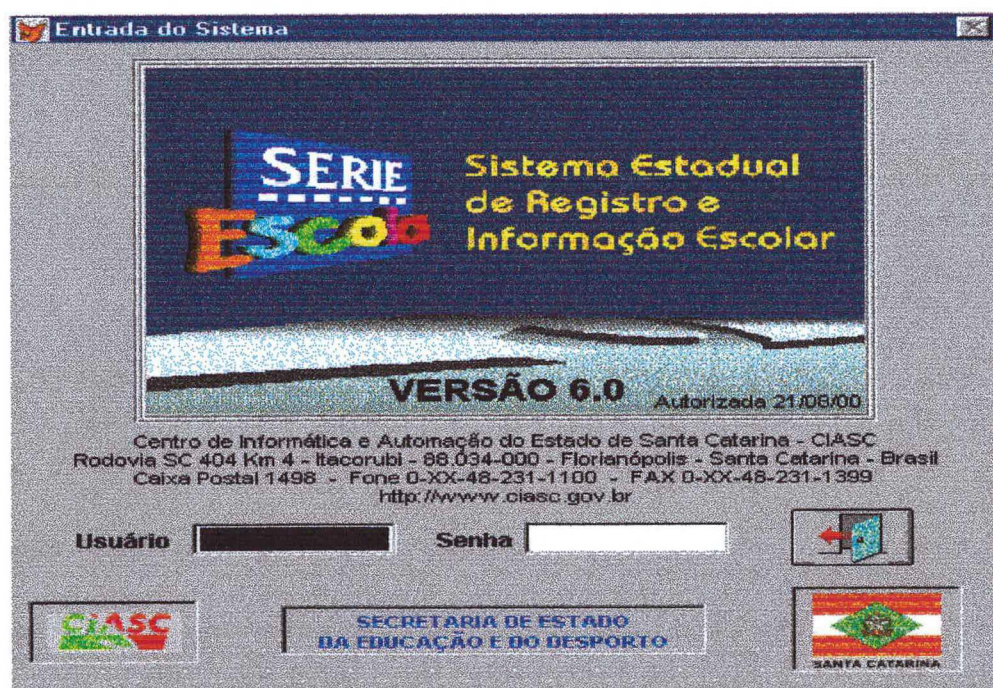 Entrada do Sistema
SERIE
Escola
Sistema Estadual
de Registro e
Informação Escolar
VERSÃO 6.0
Autorizada 21/08/00
Centro de Informática e Automação do Estado de Santa Catarina - CIASC
Rodovia SC 404 Km 4 - Itacorubi - 88.034-000 - Florianópolis - Santa Catarina - Brasil
Caixa Postal 1498 - Fone 0-XX-48-231-1100 - FAX 0-XX-48-231-1399
http://www.ciasc.gov.br
Usuário
Senha
CIASC
SECRETARIA DE ESTADO
DA EDUCAÇÃO E DO DESPORTO
SANTA CATARINA